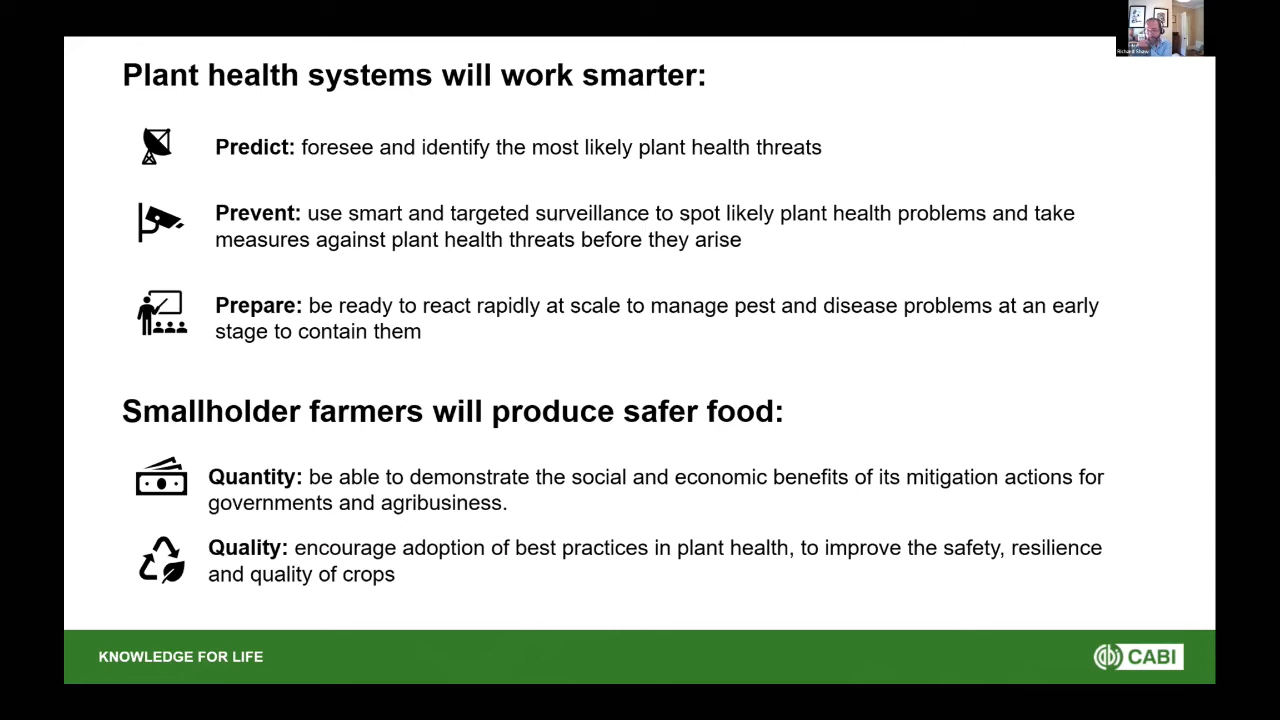 Richard Shaw
Plant health systems will work smarter:
Predict: foresee and identify the most likely plant health threats
Prevent: use smart and targeted surveillance to spot likely plant health problems and take
measures against plant health threats before they arise
Prepare: be ready to react rapidly at scale to manage pest and disease problems at an early
stage to contain them
Smallholder farmers will produce safer food:
Quantity: be able to demonstrate the social and economic benefits of its mitigation actions for
governments and agribusiness.
Quality: encourage adoption of best practices in plant health, to improve the safety, resilience
and quality of crops
KNOWLEDGE FOR LIFE
cabi CABI